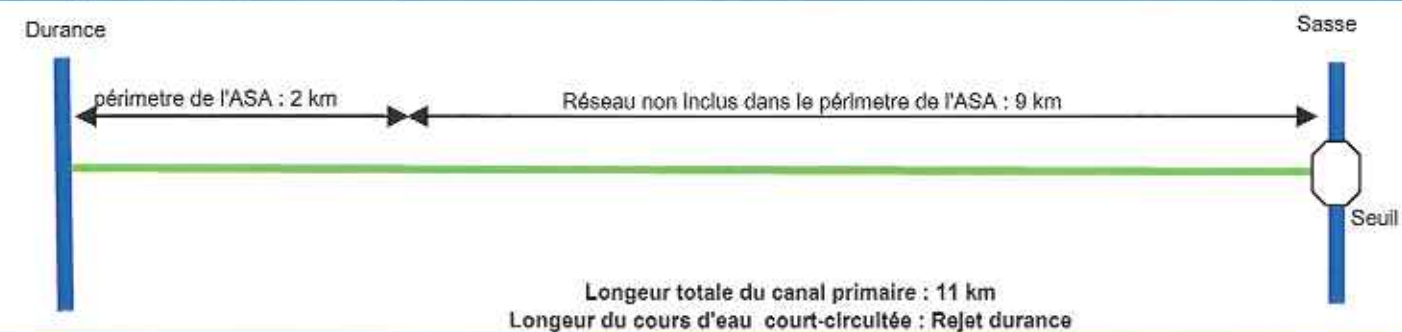 Durance
Sasse
périmetre de l'ASA : 2 km
Réseau non inclus dans le périmetre de l'ASA : 9 km
Seuil
Longeur totale du canal primaire : 11 km
Longeur du cours d'eau court-circuitée : Rejet durance